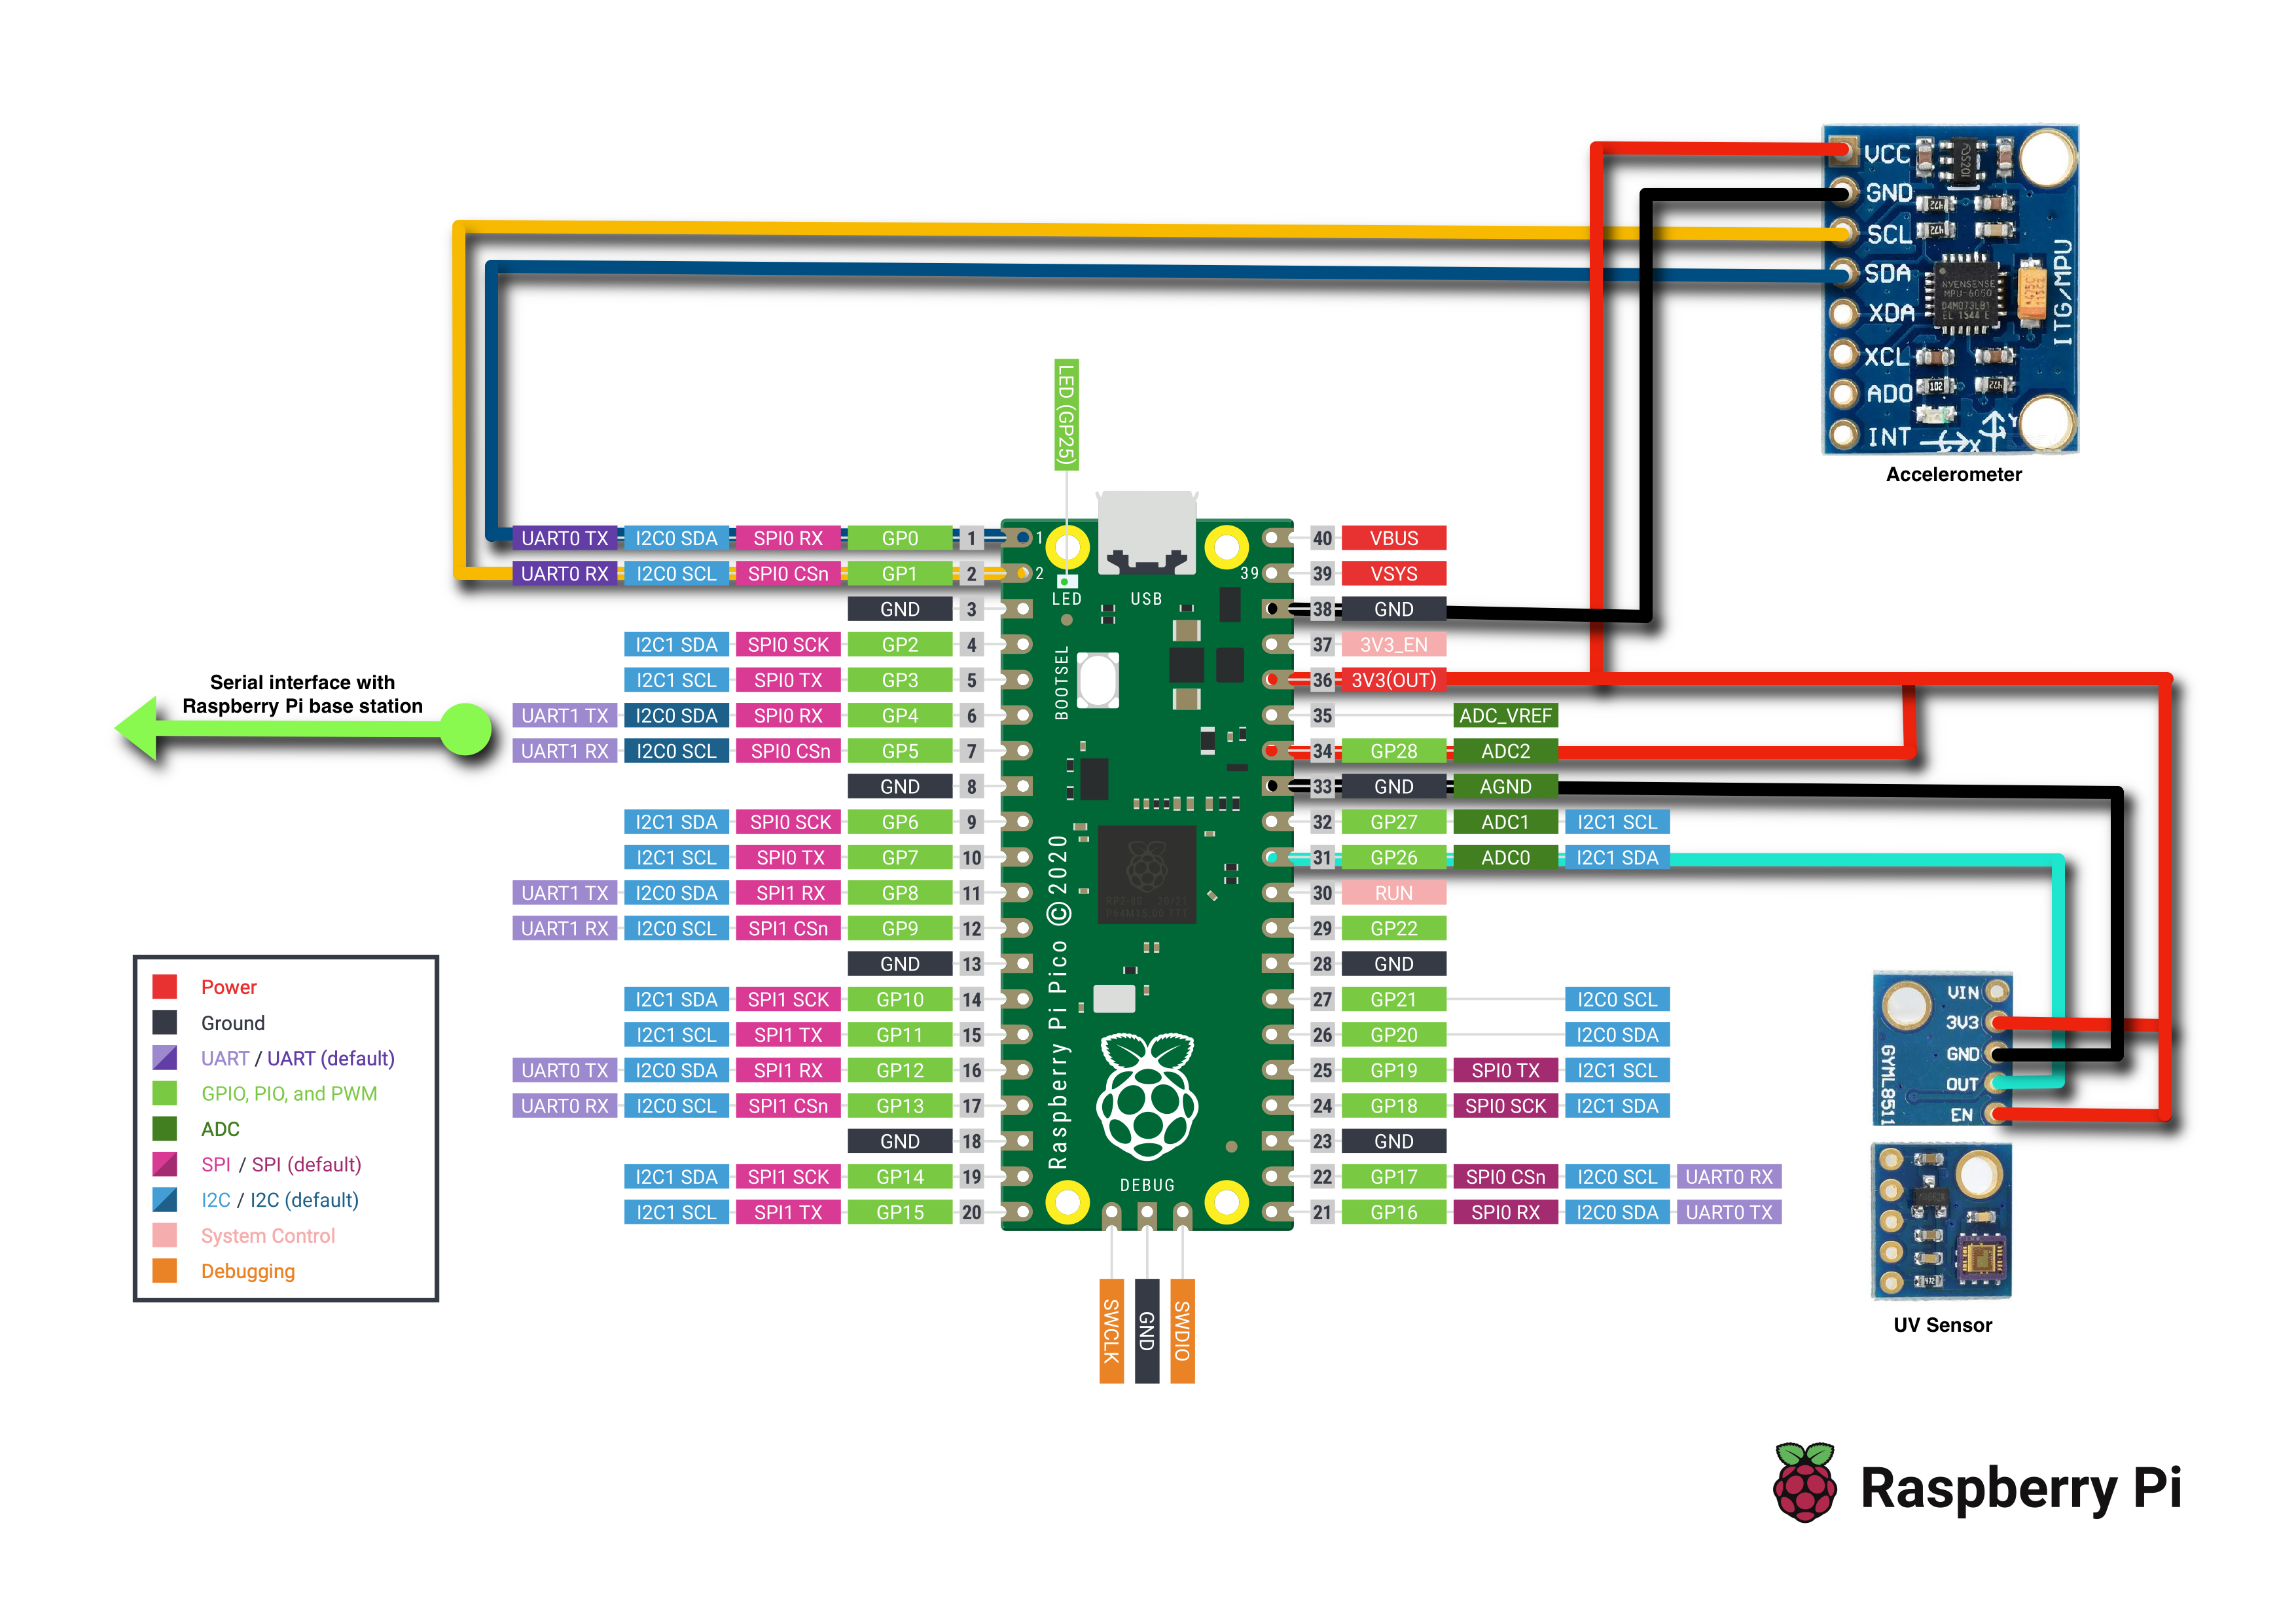 VCC
GND
SCL
SDA
XDA
XCL
ADO
INT
ITG/MPU
MPU-6050
EL 1544 E
Accelerometer
LED (GP25)
UART0 TX I2C0 SDA SPI0 RX GP0 1 1 40 VBUS
UART0 RX I2C0 SCL SPI0 CSn GP1 2 2 39 39 VSYS
LED USB
GND 3 38 GND
I2C1 SDA SPI0 SCK GP2 4 37 3V3_EN
BOOTSEL
I2C1 SCL SPI0 TX GP3 5 36 3V3(OUT)
Serial interface with
Raspberry Pi base station
UART1 TX I2C0 SDA SPI0 RX GP4 6 35 ADC_VREF
UART1 RX I2C0 SCL SPI0 CSn GP5 7 34 GP28 ADC2
GND 8 33 GND AGND
I2C1 SDA SPI0 SCK GP6 9 32 GP27 ADC1 I2C1 SCL
I2C1 SCL SPI0 TX GP7 10 31 GP26 ADC0 I2C1 SDA
UART1 TX I2C0 SDA SPI1 RX GP8 11 30 RUN
UART1 RX I2C0 SCL SPI1 CSn GP9 12 29 GP22
GND 13 28 GND
I2C1 SDA SPI1 SCK GP10 14 27 GP21 I2C0 SCL
I2C1 SCL SPI1 TX GP11 15 26 GP20 I2C0 SDA
UART0 TX I2C0 SDA SPI1 RX GP12 16 25 GP19 SPI0 TX I2C1 SCL
UART0 RX I2C0 SCL SPI1 CSn GP13 17 24 GP18 SPI0 SCK I2C1 SDA
GND 18 23 GND
I2C1 SDA SPI1 SCK GP14 19 22 GP17 SPI0 CSn I2C0 SCL UART0 RX
I2C1 SCL SPI1 TX GP15 20 21 GP16 SPI0 RX I2C0 SDA UART0 TX
Raspberry Pi Pico ©2020
DEBUG
SWCLK
GND
SWDIO
Power
Ground
UART / UART (default)
GPIO, PIO, and PWM
ADC
SPI / SPI (default)
I2C / I2C (default)
System Control
Debugging
VIN
3V3
GND
OUT
EN
GYML8511
UV Sensor
Raspberry Pi